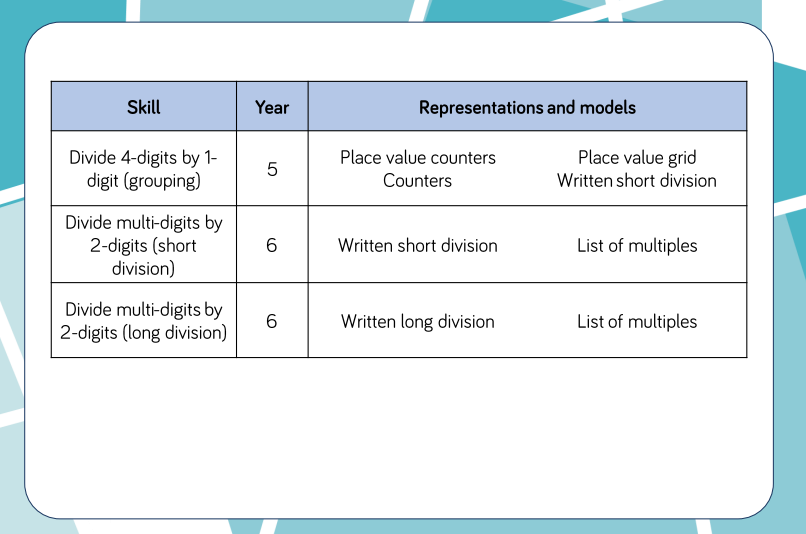 Skill Year Representations and models
Divide 4-digits by 1-
digit (grouping)
5
Place value counters
Counters
Place value grid
Written short division
Divide multi-digits by
2-digits (short
division)
6
Written short division
List of multiples
Divide multi-digits by
2-digits (long division)
6
Written long division
List of multiples